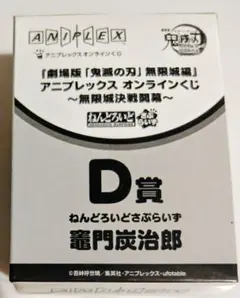 ANIPLEX
アニプレックス オンラインくじ
鬼滅の刃
『劇場版「鬼滅の刃」無限城編』
アニプレックス オンラインくじ
～無限城決戦開幕～
ねんどろいど
D賞
ねんどろいどさぷらいず
竈門炭治郎
©吾峠呼世晴／集英社・アニプレックス・ufotable